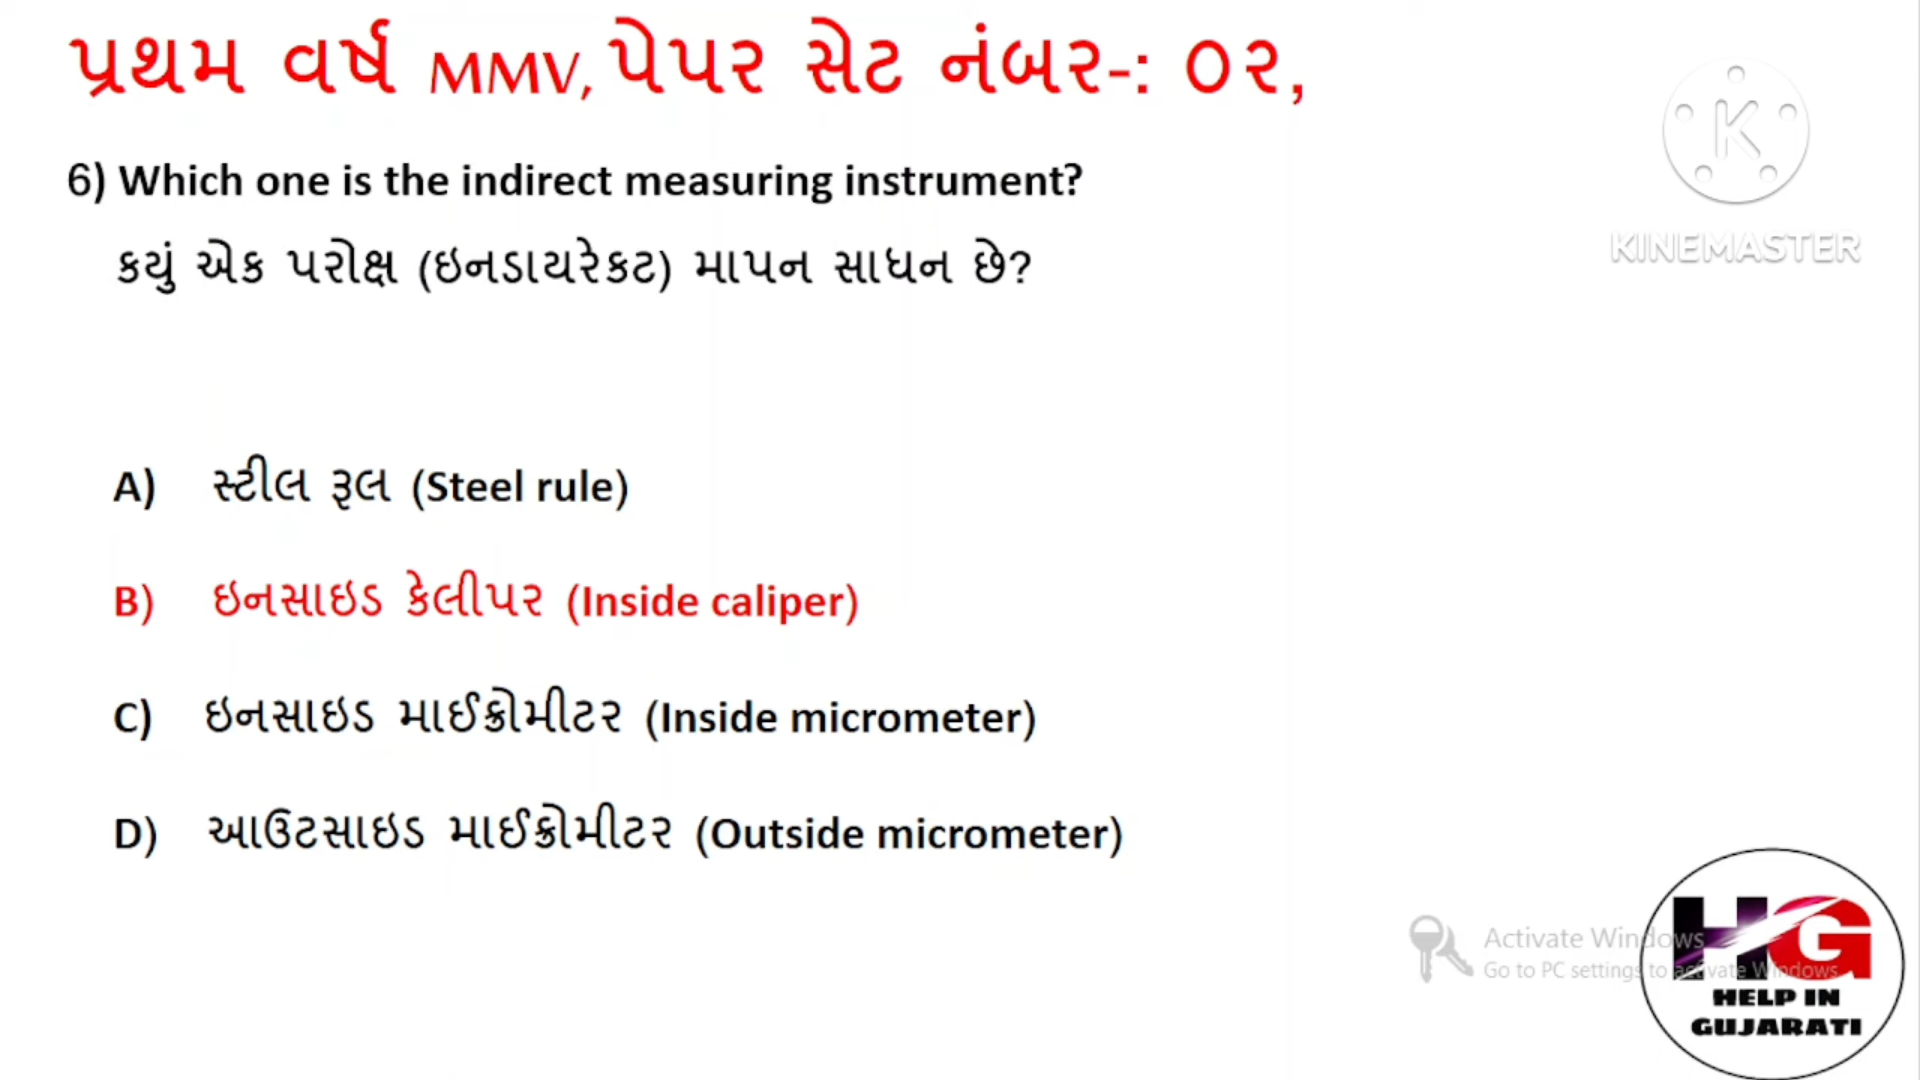 પ્રથમ વર્ષ MMV, પેપર સેટ નંબર-: ૦૨,
K
KINEMASTER
6) Which one is the indirect measuring instrument?
કયું એક પરોક્ષ (ઇનડાયરેકટ) માપન સાધન છે?
A) સ્ટીલ રૂલ (Steel rule)
B) ઇનસાઇડ કેલીપર (Inside caliper)
C) ઇનસાઇડ માઈક્રોમીટર (Inside micrometer)
D) આઉટસાઇડ માઈક્રોમીટર (Outside micrometer)
Activate Windows
Go to PC settings to activate Windows.
HG
HELP IN
GUJARATI